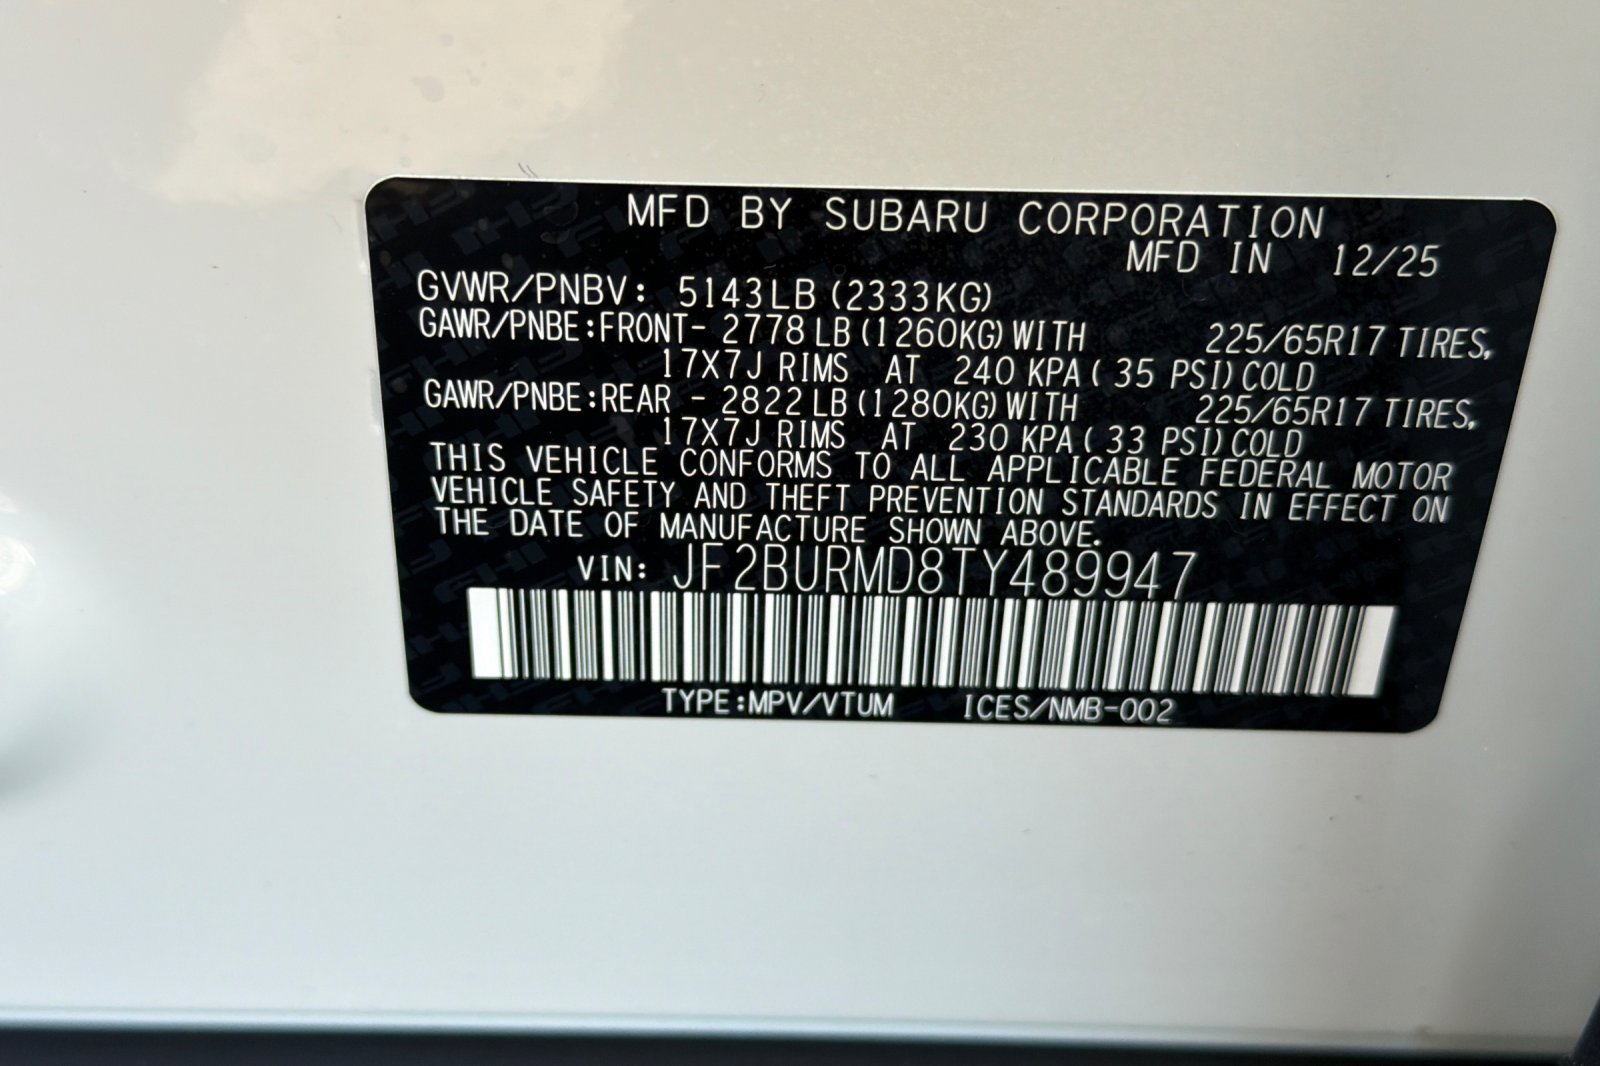 MFD BY SUBARU CORPORATION
MFD IN 12/25
GVWR/PNBV: 5143LB (2333KG)
GAWR/PNBE:FRONT- 2778 LB (1260KG) WITH 225/65R17 TIRES,
17X7J RIMS AT 240 KPA ( 35 PSI) COLD
GAWR/PNBE:REAR - 2822 LB (1280KG) WITH 225/65R17 TIRES,
17X7J RIMS AT 230 KPA ( 33 PSI) COLD
THIS VEHICLE CONFORMS TO ALL APPLICABLE FEDERAL MOTOR
VEHICLE SAFETY AND THEFT PREVENTION STANDARDS IN EFFECT ON
THE DATE OF MANUFACTURE SHOWN ABOVE.
VIN: JF2BURMD8TY489947
TYPE:MPV/VTUM ICES/NMB-002